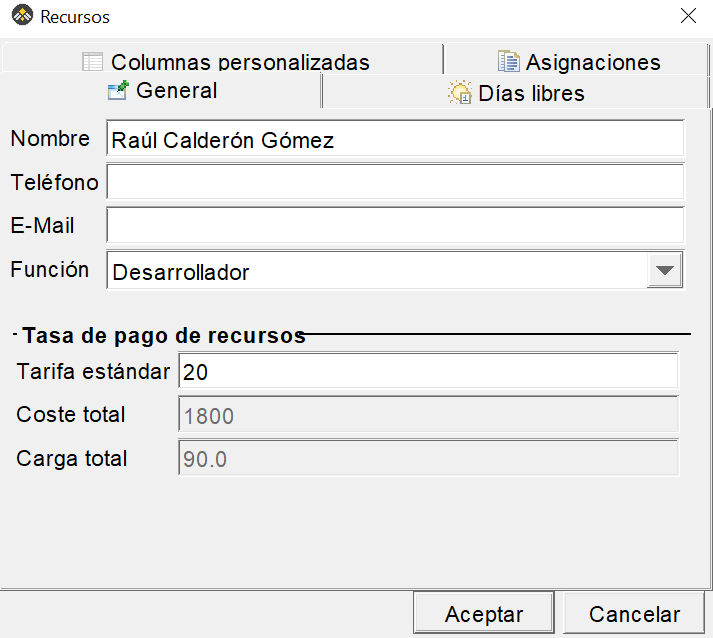 Recursos
Columnas personalizadas
Asignaciones
General
Días libres
Nombre Raúl Calderón Gómez
Teléfono
E-Mail
Función Desarrollador
Tasa de pago de recursos
Tarifa estándar 20
Coste total 1800
Carga total 90.0
Aceptar Cancelar